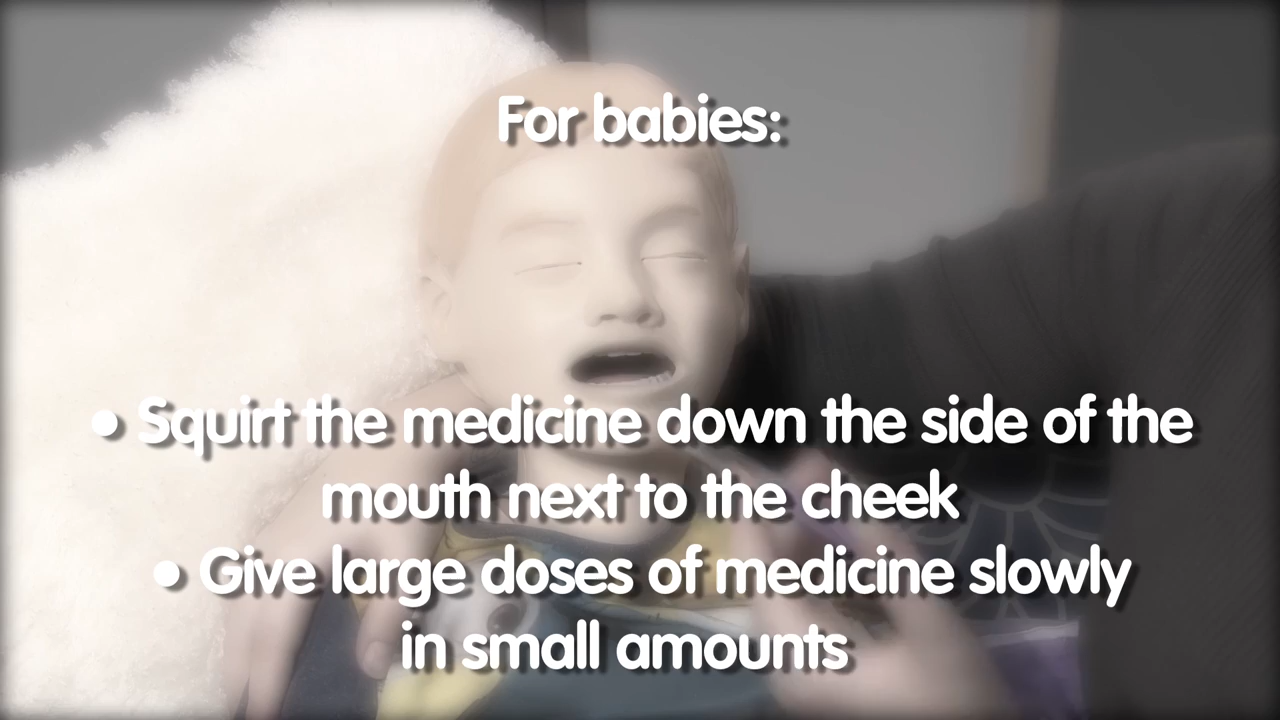 For babies:
• Squirt the medicine down the side of the
mouth next to the cheek
• Give large doses of medicine slowly
in small amounts